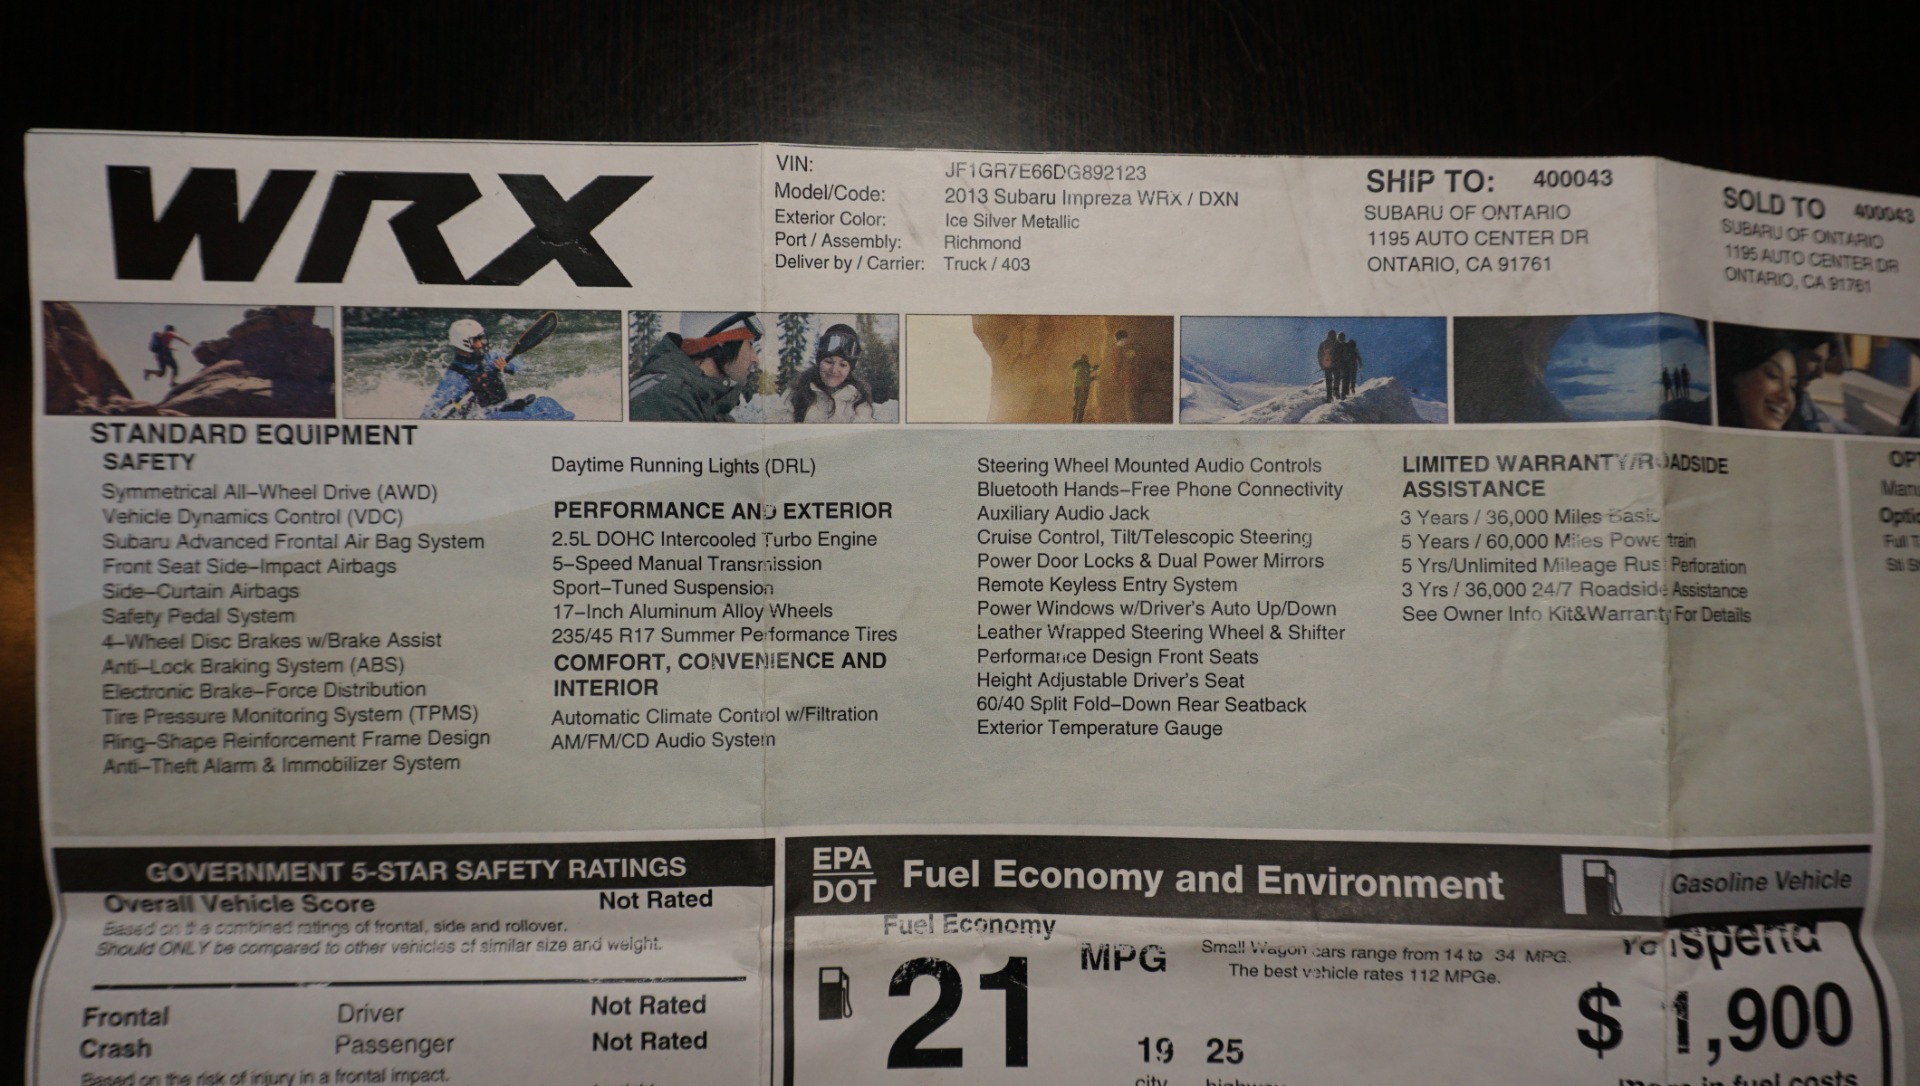 WRX
VIN: JF1GR7E66DG892123
Model/Code: 2013 Subaru Impreza WRX / DXN
Exterior Color: Ice Silver Metallic
Port / Assembly: Richmond
Deliver by / Carrier: Truck / 403
SHIP TO: 400043
SUBARU OF ONTARIO
1195 AUTO CENTER DR
ONTARIO, CA 91761
SOLD TO 400043
SUBARU OF ONTARIO
1195 AUTO CENTER DR
ONTARIO, CA 91761
STANDARD EQUIPMENT
SAFETY
Symmetrical All-Wheel Drive (AWD)
Vehicle Dynamics Control (VDC)
Subaru Advanced Frontal Air Bag System
Front Seat Side-Impact Airbags
Side-Curtain Airbags
Safety Pedal System
4-Wheel Disc Brakes w/Brake Assist
Anti-Lock Braking System (ABS)
Electronic Brake-Force Distribution
Tire Pressure Monitoring System (TPMS)
Ring-Shape Reinforcement Frame Design
Anti-Theft Alarm & Immobilizer System
Daytime Running Lights (DRL)
PERFORMANCE AND EXTERIOR
2.5L DOHC Intercooled Turbo Engine
5-Speed Manual Transmission
Sport-Tuned Suspension
17-Inch Aluminum Alloy Wheels
235/45 R17 Summer Performance Tires
COMFORT, CONVENIENCE AND
INTERIOR
Automatic Climate Control w/Filtration
AM/FM/CD Audio System
Steering Wheel Mounted Audio Controls
Bluetooth Hands-Free Phone Connectivity
Auxiliary Audio Jack
Cruise Control, Tilt/Telescopic Steering
Power Door Locks & Dual Power Mirrors
Remote Keyless Entry System
Power Windows w/Driver's Auto Up/Down
Leather Wrapped Steering Wheel & Shifter
Performance Design Front Seats
Height Adjustable Driver's Seat
60/40 Split Fold-Down Rear Seatback
Exterior Temperature Gauge
LIMITED WARRANTY/ROADSIDE
ASSISTANCE
3 Years / 36,000 Miles Basic
5 Years / 60,000 Miles Powertrain
5 Yrs/Unlimited Mileage Rust Perforation
3 Yrs / 36,000 24/7 Roadside Assistance
See Owner Info Kit&Warranty For Details
GOVERNMENT 5-STAR SAFETY RATINGS
Overall Vehicle Score Not Rated
Based on the combined ratings of frontal, side and rollover.
Should ONLY be compared to other vehicles of similar size and weight.
Frontal Driver Not Rated
Crash Passenger Not Rated
Based on the risk of injury in a frontal impact.
EPA
DOT
Fuel Economy and Environment
Gasoline Vehicle
Fuel Economy
21 MPG
Small Wagon cars range from 14 to 34 MPG.
The best vehicle rates 112 MPGe.
19 25
city highway
You spend
$1,900
more in fuel costs